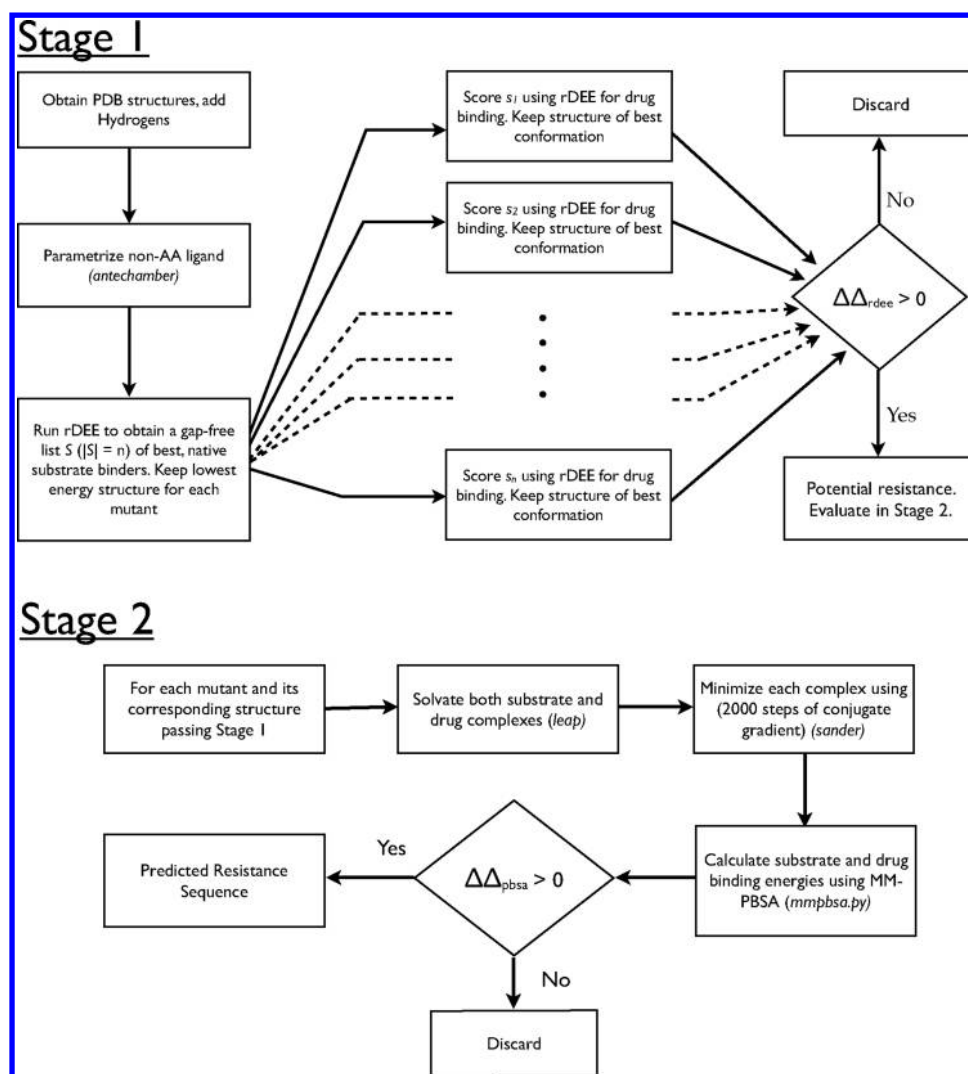 Stage 1
Obtain PDB structures, add
Hydrogens
Parametrize non-AA ligand
(antechamber)
Run rDEE to obtain a gap-free
list S (|S| = n) of best, native
substrate binders. Keep lowest
energy structure for each
mutant
Score s1 using rDEE for drug
binding. Keep structure of best
conformation
Score s2 using rDEE for drug
binding. Keep structure of best
conformation
Score sn using rDEE for drug
binding. Keep structure of best
conformation
Discard
No
ΔΔrdee > 0
Yes
Potential resistance.
Evaluate in Stage 2.
Stage 2
For each mutant and its
corresponding structure
passing Stage 1
Solvate both substrate and
drug complexes (leap)
Minimize each complex using
(2000 steps of conjugate
gradient) (sander)
Calculate substrate and drug
binding energies using MM-
PBSA (mmpbsa.py)
ΔΔpbsa > 0
Yes
Predicted Resistance
Sequence
No
Discard